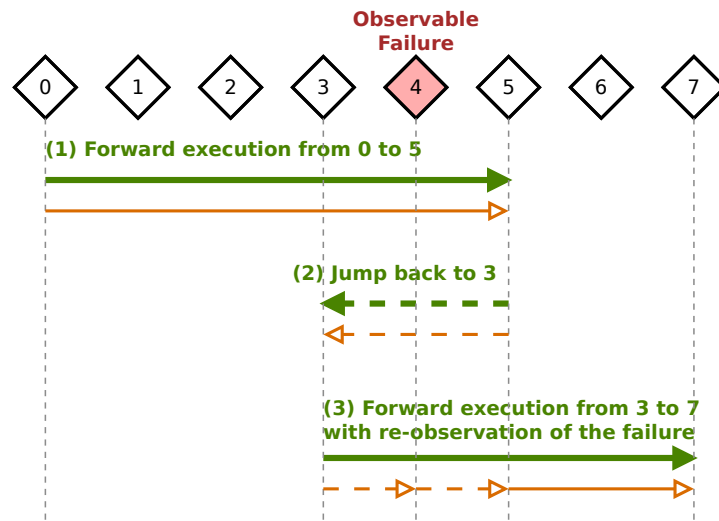 Observable
Failure
0 1 2 3 4 5 6 7
(1) Forward execution from 0 to 5
(2) Jump back to 3
(3) Forward execution from 3 to 7
with re-observation of the failure